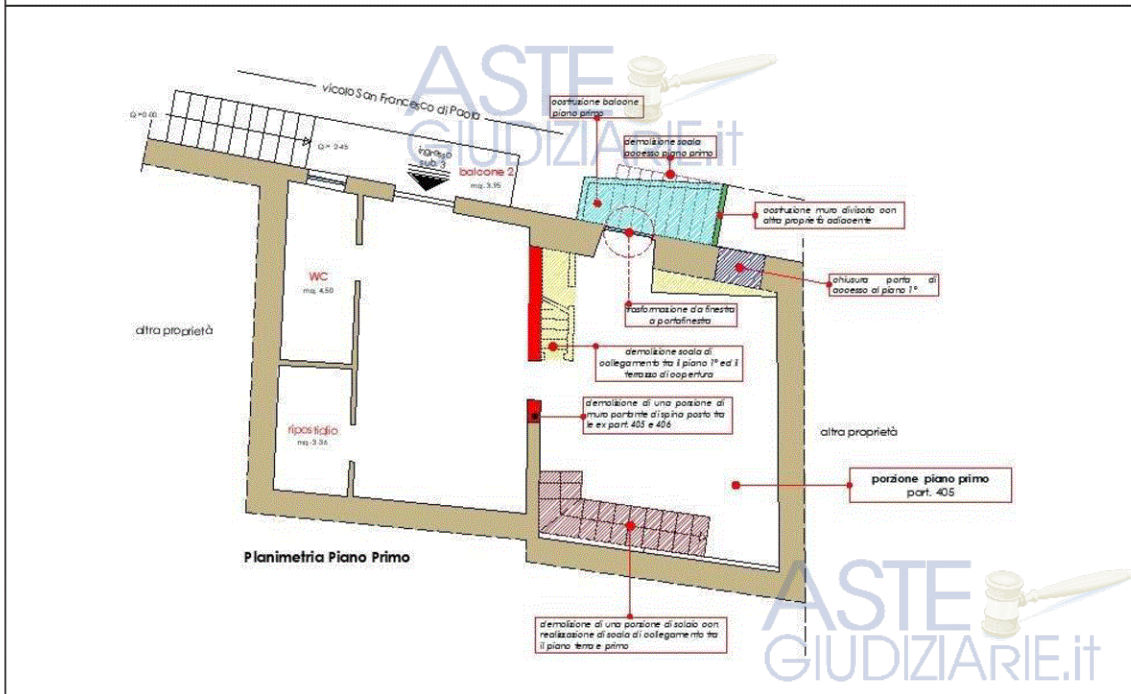 ASTE
GIUDIZIARIE.it
vicolo San Francesco di Paola
costruzione balcone
piano primo
Q = 0.00
Q = 2.45
ingresso
sub. 3
balcone 2
mq. 3.95
demolizione scala
accesso piano primo
costruzione muro divisorio con
altra proprietà adiacente
WC
mq. 4.50
chiusura porta di
accesso al piano 1°
trasformazione da finestra
a portafinestra
altra proprietà
demolizione scala di
collegamento tra il piano 1° ed il
terrazzo di copertura
demolizione di una porzione di
muro portante di spina posto tra
le ex part. 405 e 406
ripostiglio
mq. 3.36
altra proprietà
porzione piano primo
part. 405
Planimetria Piano Primo
demolizione di una porzione di solaio con
realizzazione di scala di collegamento tra
il piano terra e primo
ASTE
GIUDIZIARIE.it